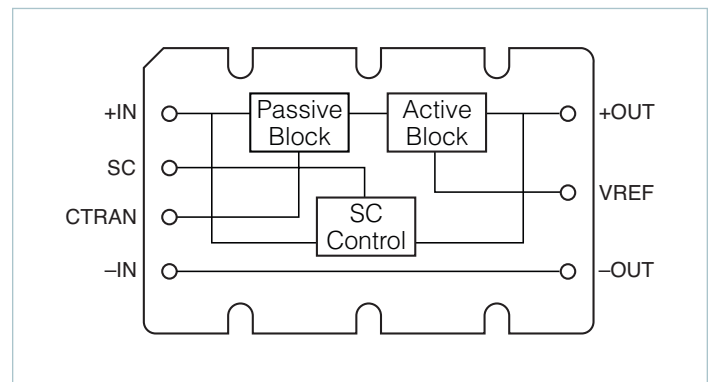 +IN
Passive
Block
Active
Block
+OUT
SC
VREF
CTRAN
SC
Control
–IN
–OUT